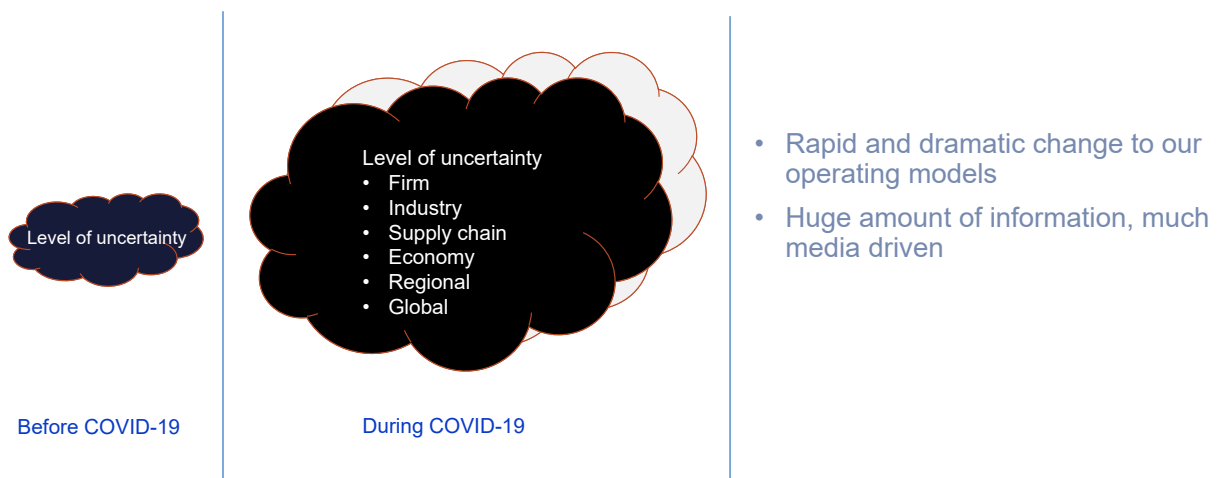 Level of uncertainty
Before COVID-19
Level of uncertainty
• Firm
• Industry
• Supply chain
• Economy
• Regional
• Global
During COVID-19
• Rapid and dramatic change to our
operating models
• Huge amount of information, much
media driven